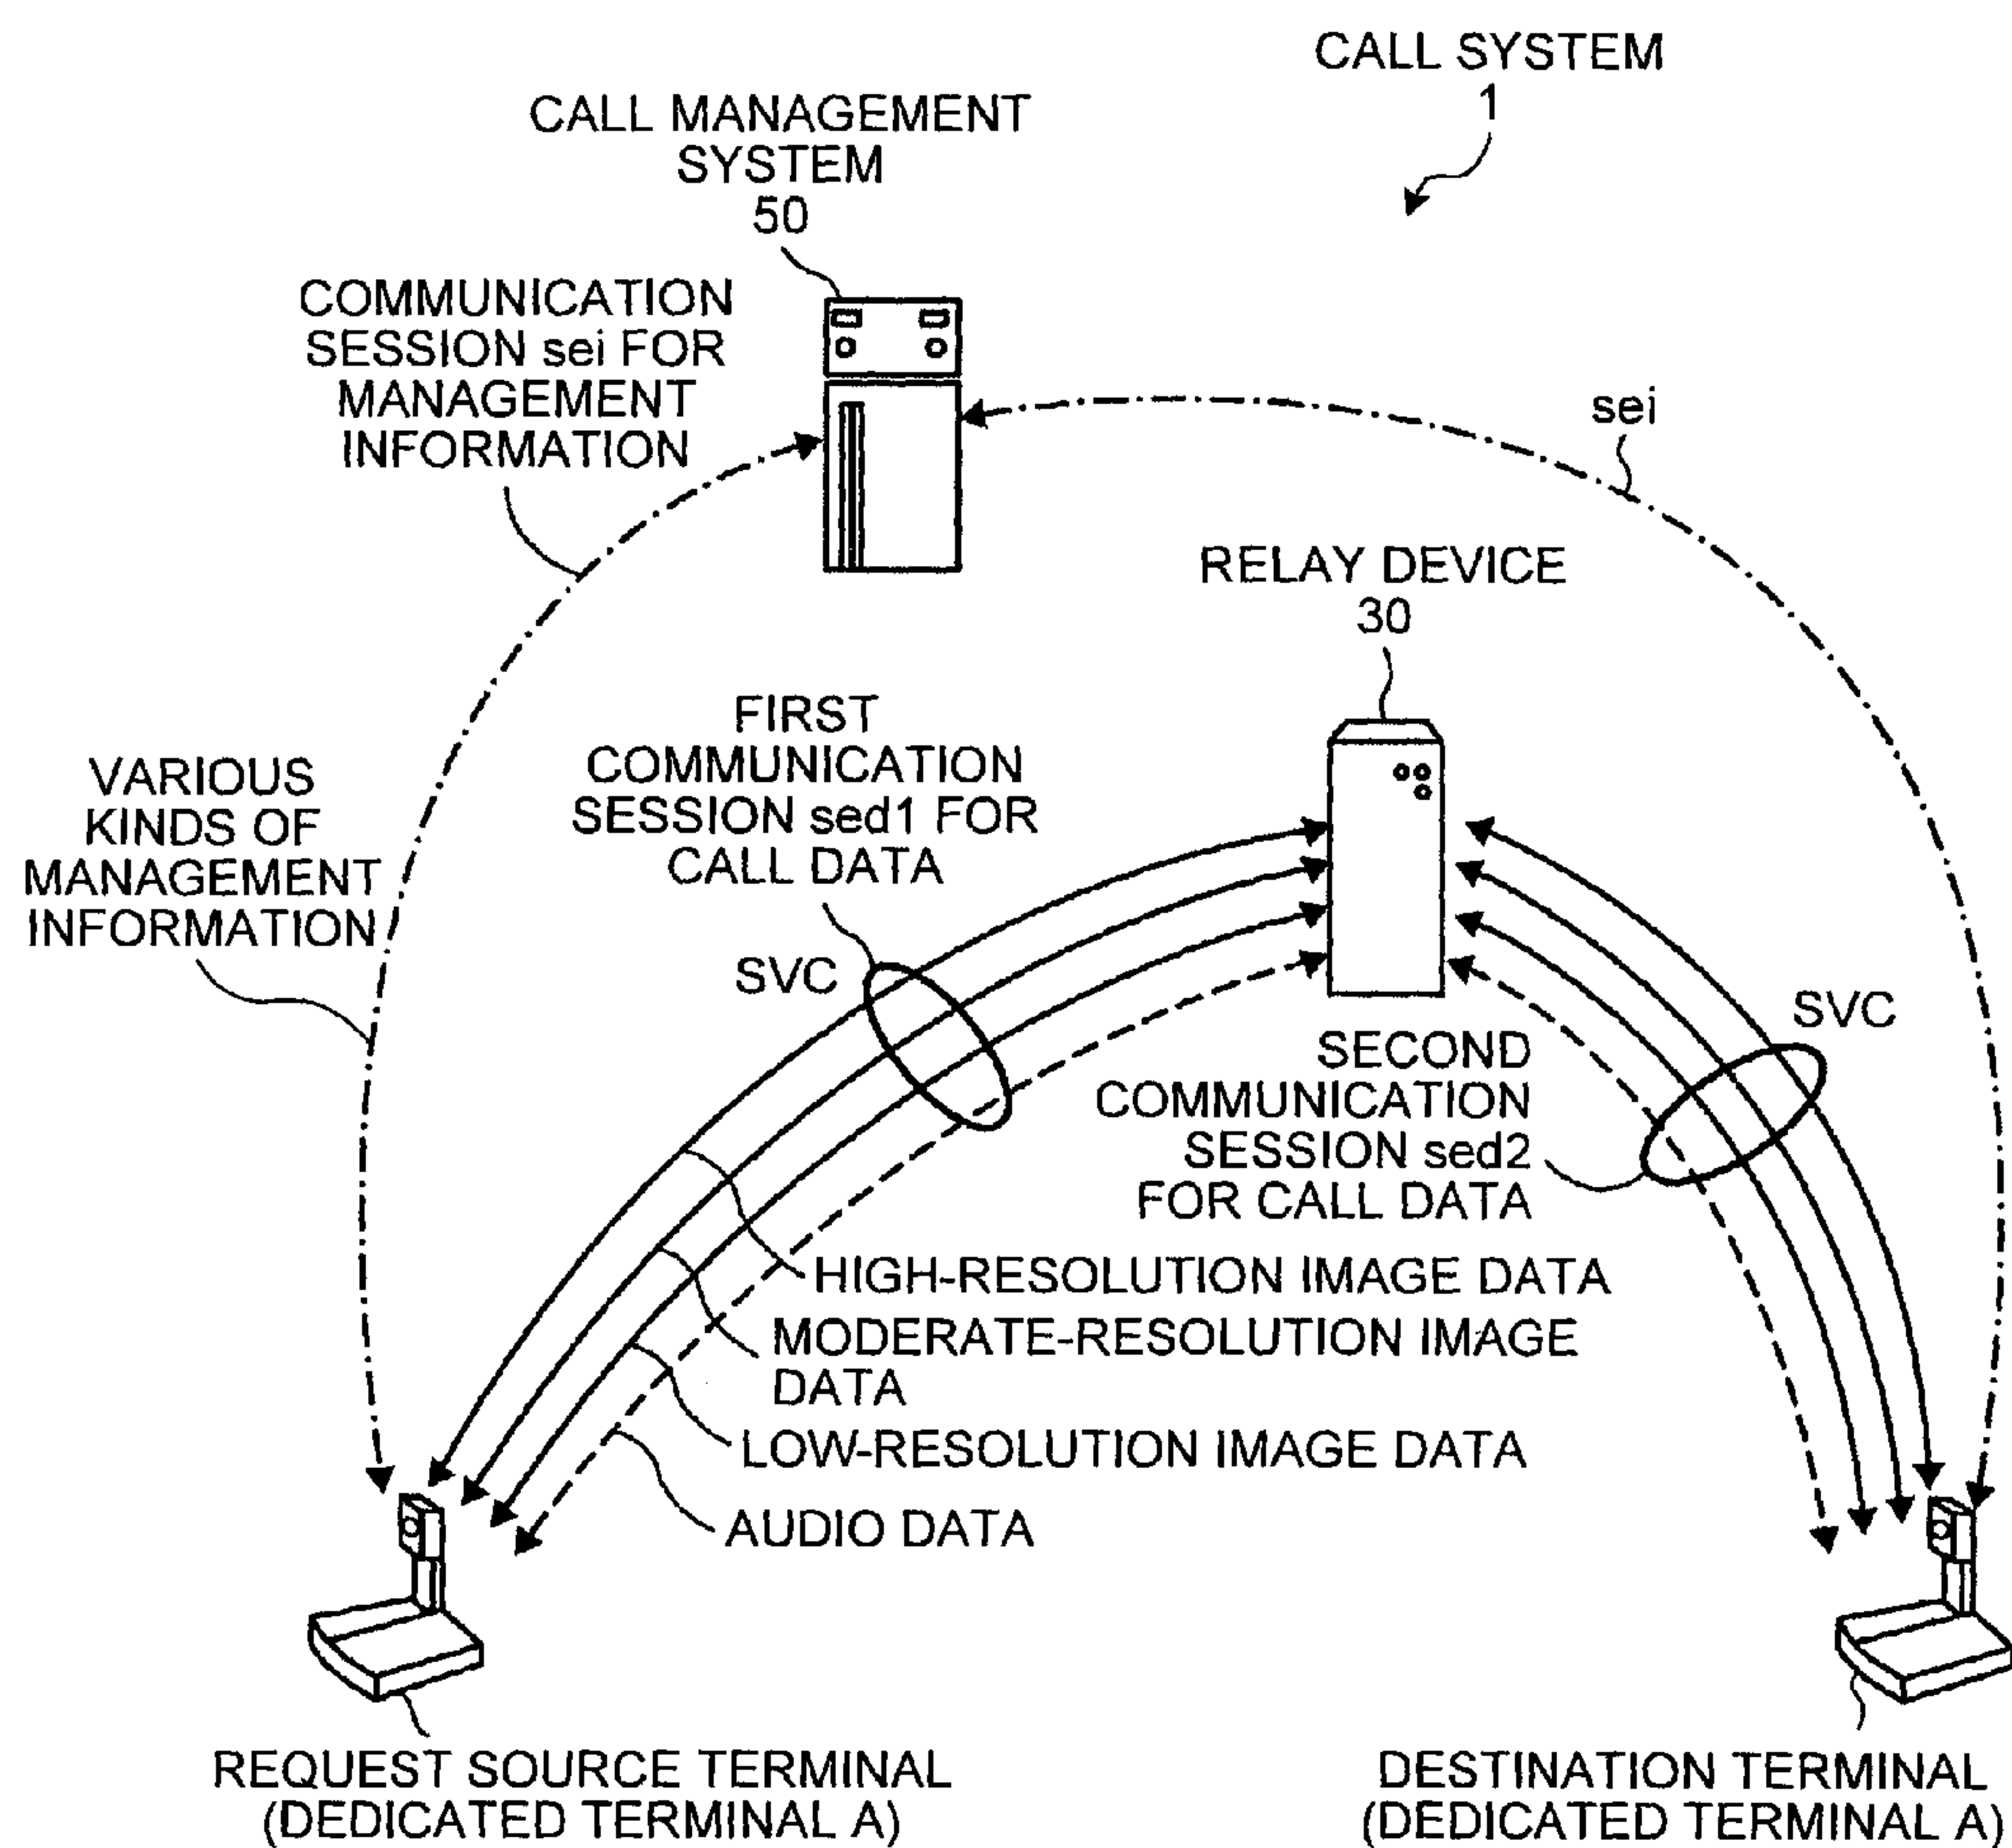 CALL SYSTEM
1
CALL MANAGEMENT
SYSTEM
50
COMMUNICATION
SESSION sei FOR
MANAGEMENT
INFORMATION
sei
RELAY DEVICE
30
FIRST
COMMUNICATION
SESSION sed1 FOR
CALL DATA
VARIOUS
KINDS OF
MANAGEMENT
INFORMATION
SVC
SVC
SECOND
COMMUNICATION
SESSION sed2
FOR CALL DATA
HIGH-RESOLUTION IMAGE DATA
MODERATE-RESOLUTION IMAGE
DATA
LOW-RESOLUTION IMAGE DATA
AUDIO DATA
REQUEST SOURCE TERMINAL
(DEDICATED TERMINAL A)
DESTINATION TERMINAL
(DEDICATED TERMINAL A)